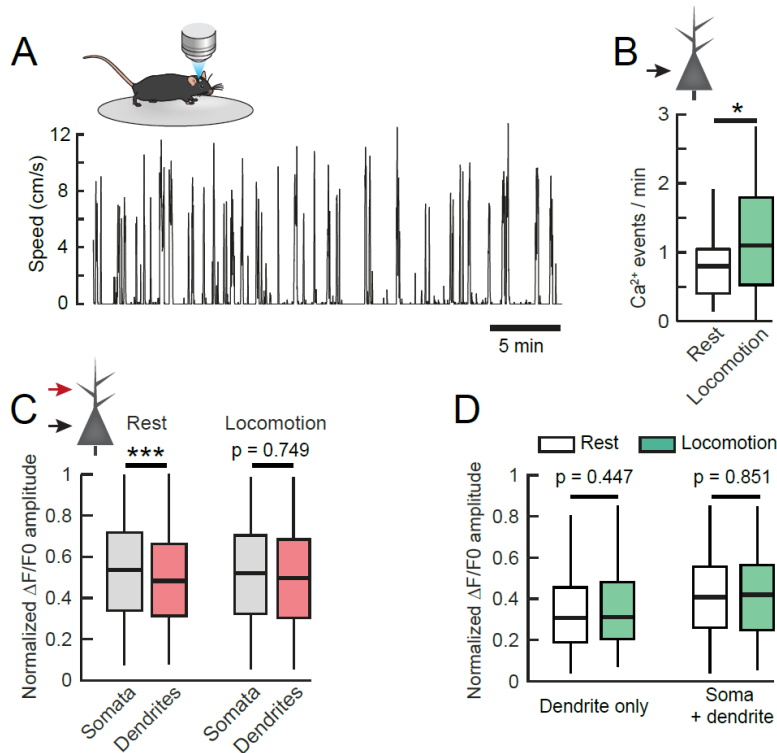 A
Speed (cm/s)
12
8
4
0
5 min
B
*
Ca²⁺ events / min
3
2
1
0
Rest
Locomotion
C
Rest
Locomotion
***
p = 0.749
Normalized ΔF/F0 amplitude
1
0.8
0.6
0.4
0.2
0
Somata
Dendrites
Somata
Dendrites
D
Rest
Locomotion
p = 0.447
p = 0.851
Normalized ΔF/F0 amplitude
1
0.8
0.6
0.4
0.2
0
Dendrite only
Soma
+ dendrite